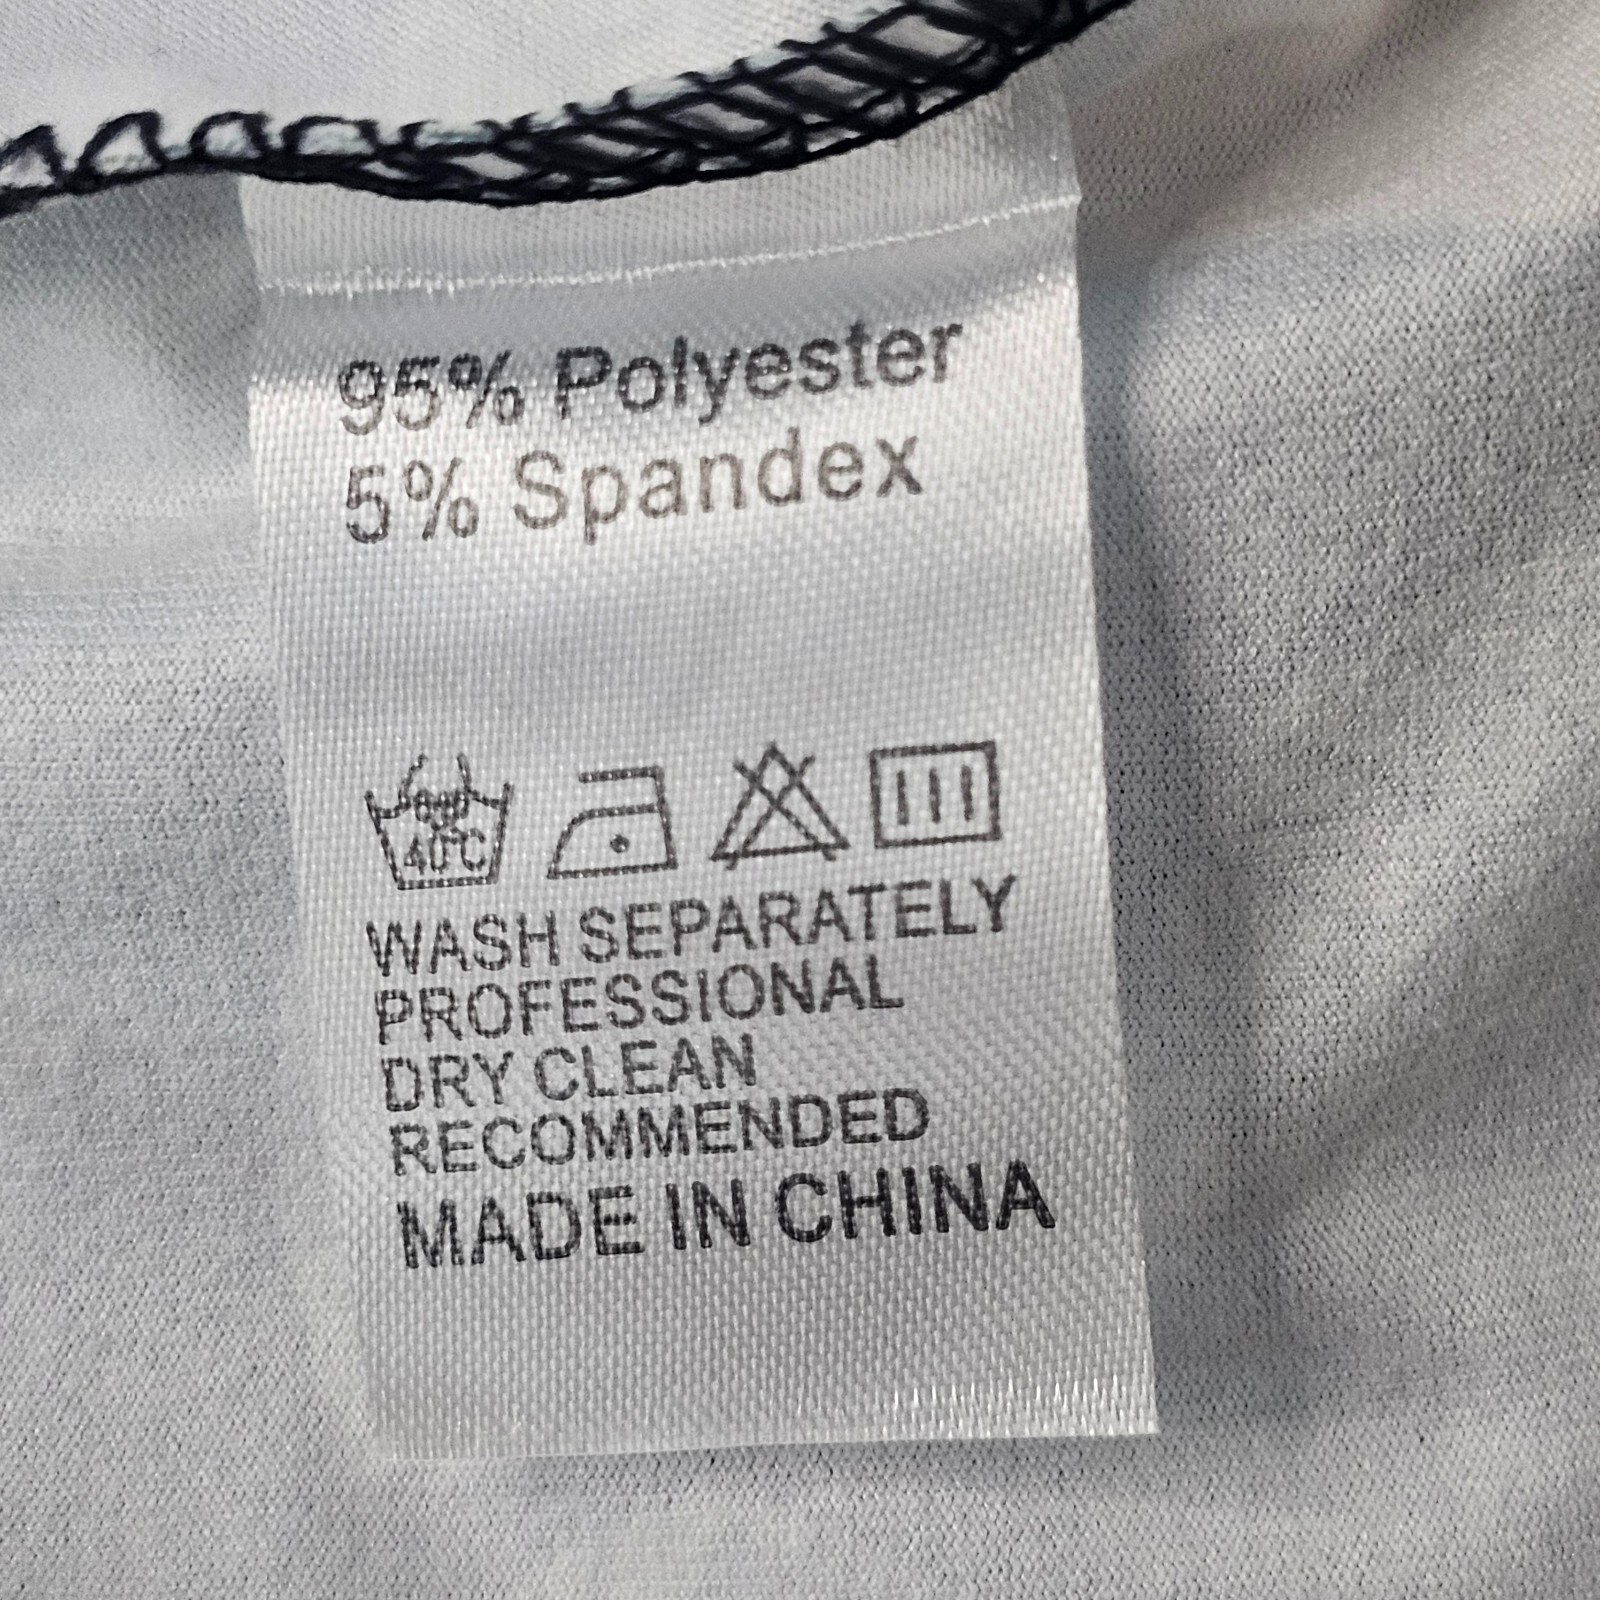 95% Polyester
5% Spandex
40°C
WASH SEPARATELY
PROFESSIONAL
DRY CLEAN
RECOMMENDED
MADE IN CHINA